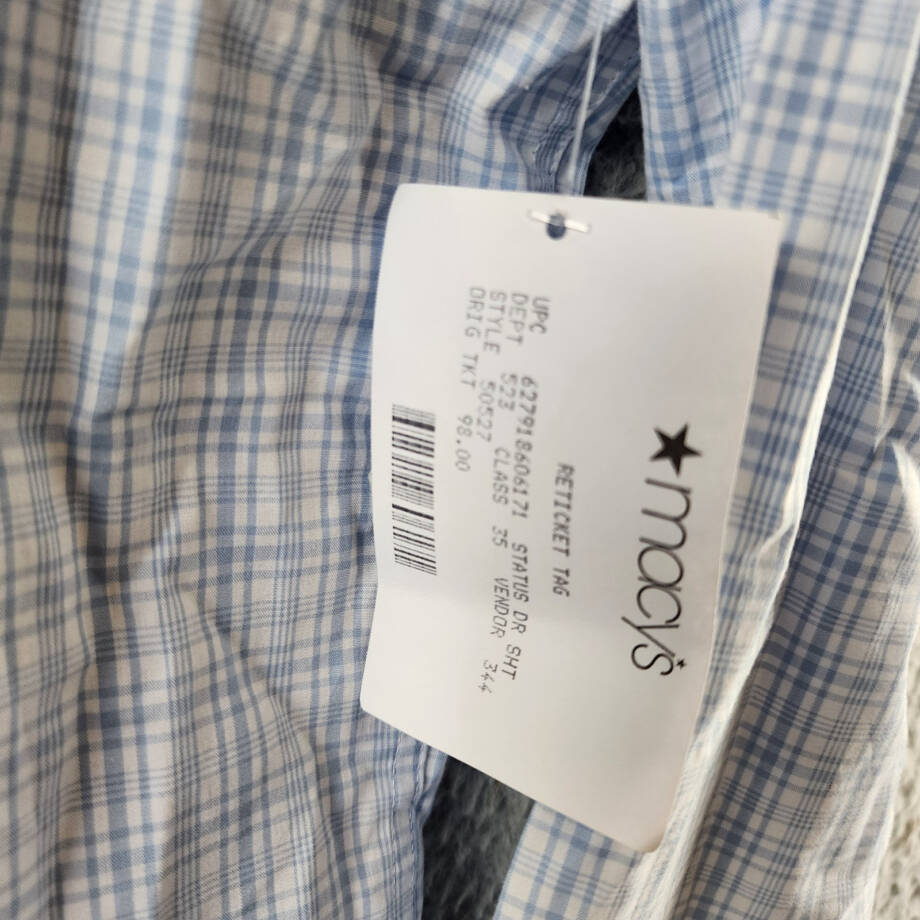 ★macy's
RETICKET TAG
UPC 627918606171 STATUS DR SHT
DEPT 523 CLASS 35 VENDOR 344
STYLE 50527
ORIG TKT 98.00